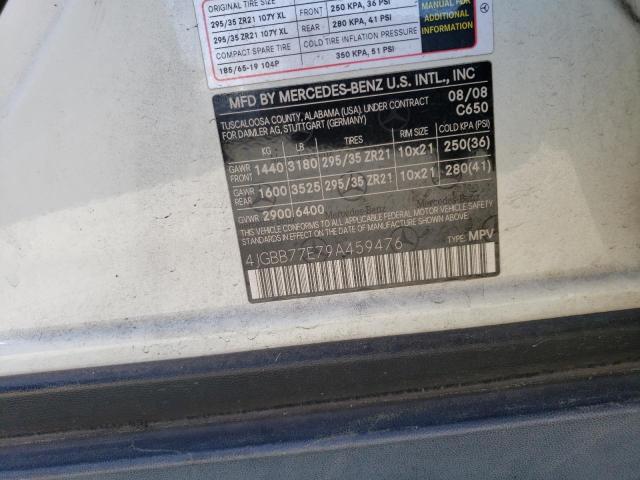 ORIGINAL TIRE SIZE
295/35 ZR21 107Y XL FRONT 250 KPA, 36 PSI
295/35 ZR21 107Y XL REAR 280 KPA, 41 PSI
COMPACT SPARE TIRE COLD TIRE INFLATION PRESSURE
185/65-19 104P 350 KPA, 51 PSI
MANUAL FOR
ADDITIONAL
MFD BY MERCEDES-BENZ U.S. INTL., INC
TUSCALOOSA COUNTY, ALABAMA (USA). UNDER CONTRACT 08/08
FOR DAIMLER AG, STUTTGART (GERMANY) C650
KG LB TIRES RIM SIZE COLD KPA (PSI)
GAWR FRONT 1440 3180 295/35 ZR21 10x21 250(36)
GAWR REAR 1600 3525 295/35 ZR21 10x21 280(41)
GVWR 2900 6400
THIS VEHICLE CONFORMS TO ALL APPLICABLE FEDERAL MOTOR VEHICLE SAFETY
STANDARDS IN EFFECT ON THE DATE OF MANUFACTURE SHOWN ABOVE.
4JGBB77E79A459476 TYPE: MPV